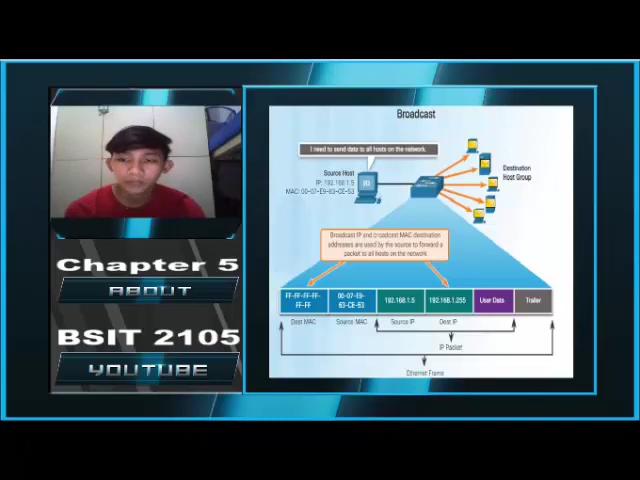 Broadcast
I need to send data to all hosts on the network.
Source Host
IP: 192.168.1.5
MAC: 00-07-E9-63-CE-53
Destination
Host Group
Broadcast IP and broadcast MAC destination
addresses are used by the source to forward a
packet to all hosts on the network
Chapter 5
ABOUT
BSIT 2105
YOUTUBE
FF-FF-FF-FF-
FF-FF
00-07-E9-
63-CE-53
192.168.1.5
192.168.1.255
User Data
Trailer
Dest MAC
Source MAC
Source IP
Dest IP
IP Packet
Ethernet Frame